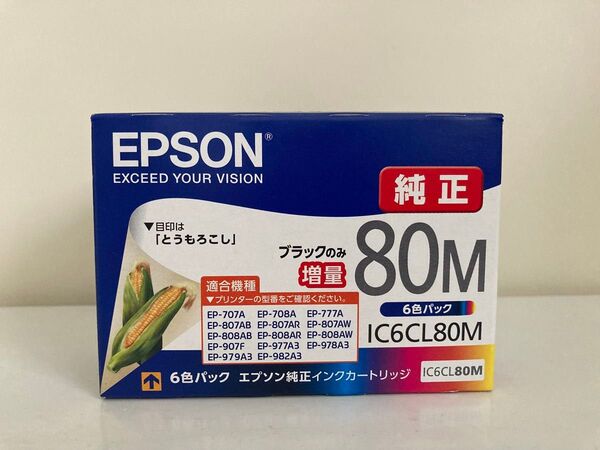 EPSON®
EXCEED YOUR VISION
純正
▼目印は
「とうもろこし」
ブラックのみ
増量
80M
6色パック
IC6CL80M
適合機種
▼プリンターの型番をご確認ください。
EP-707A EP-708A EP-777A
EP-807AB EP-807AR EP-807AW
EP-808AB EP-808AR EP-808AW
EP-907F EP-977A3 EP-978A3
EP-979A3 EP-982A3
6色パック エプソン純正インクカートリッジ
IC6CL80M